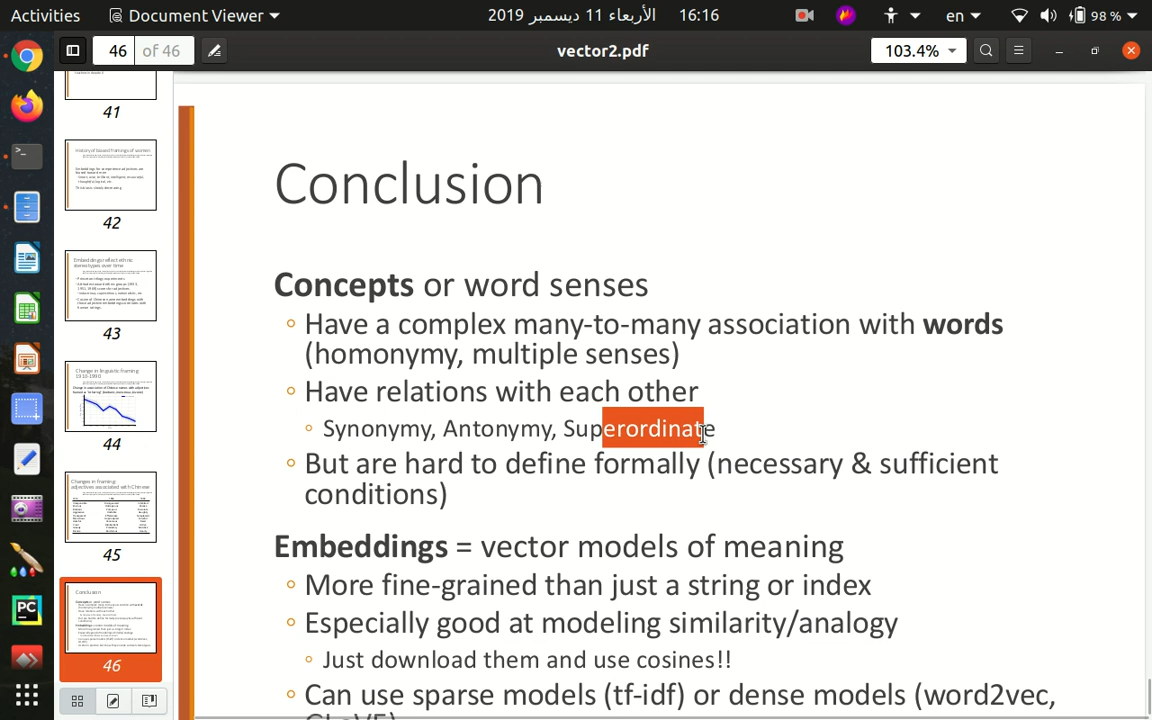 Activities Document Viewer الأربعاء 11 ديسمبر 2019 16:16 en 98 %
46 of 46 vector2.pdf 103.4%
41
42
43
44
45
46
Conclusion
Concepts or word senses
Have a complex many-to-many association with words
(homonymy, multiple senses)
Have relations with each other
Synonymy, Antonymy, Superordinate
But are hard to define formally (necessary & sufficient
conditions)
Embeddings = vector models of meaning
More fine-grained than just a string or index
Especially good at modeling similarity/analogy
Just download them and use cosines!!
Can use sparse models (tf-idf) or dense models (word2vec,